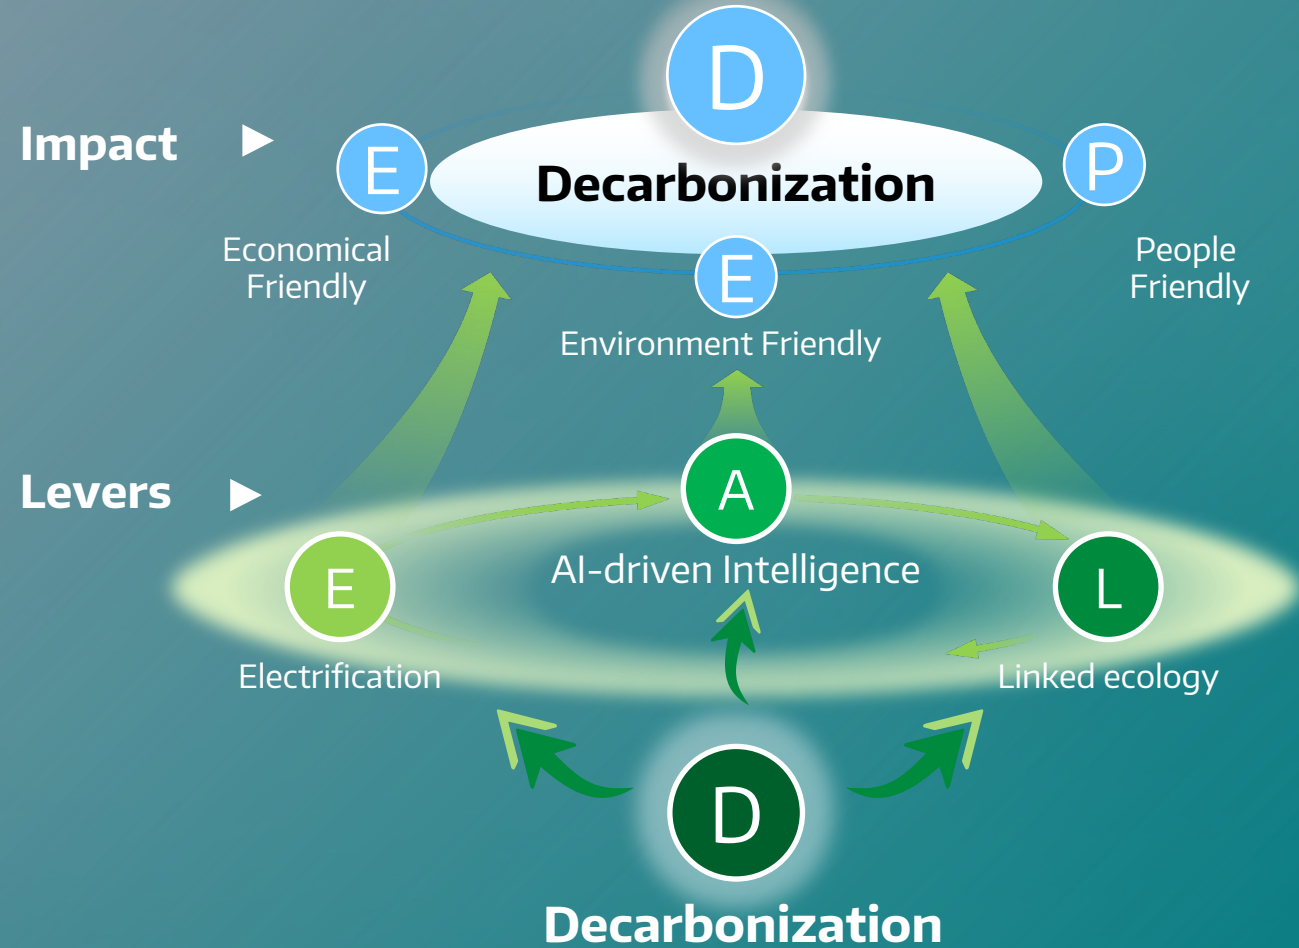 D
Impact
E
P
Decarbonization
Economical
Friendly
E
People
Friendly
Environment Friendly
Levers
A
AI-driven Intelligence
E
L
Electrification
Linked ecology
D
Decarbonization